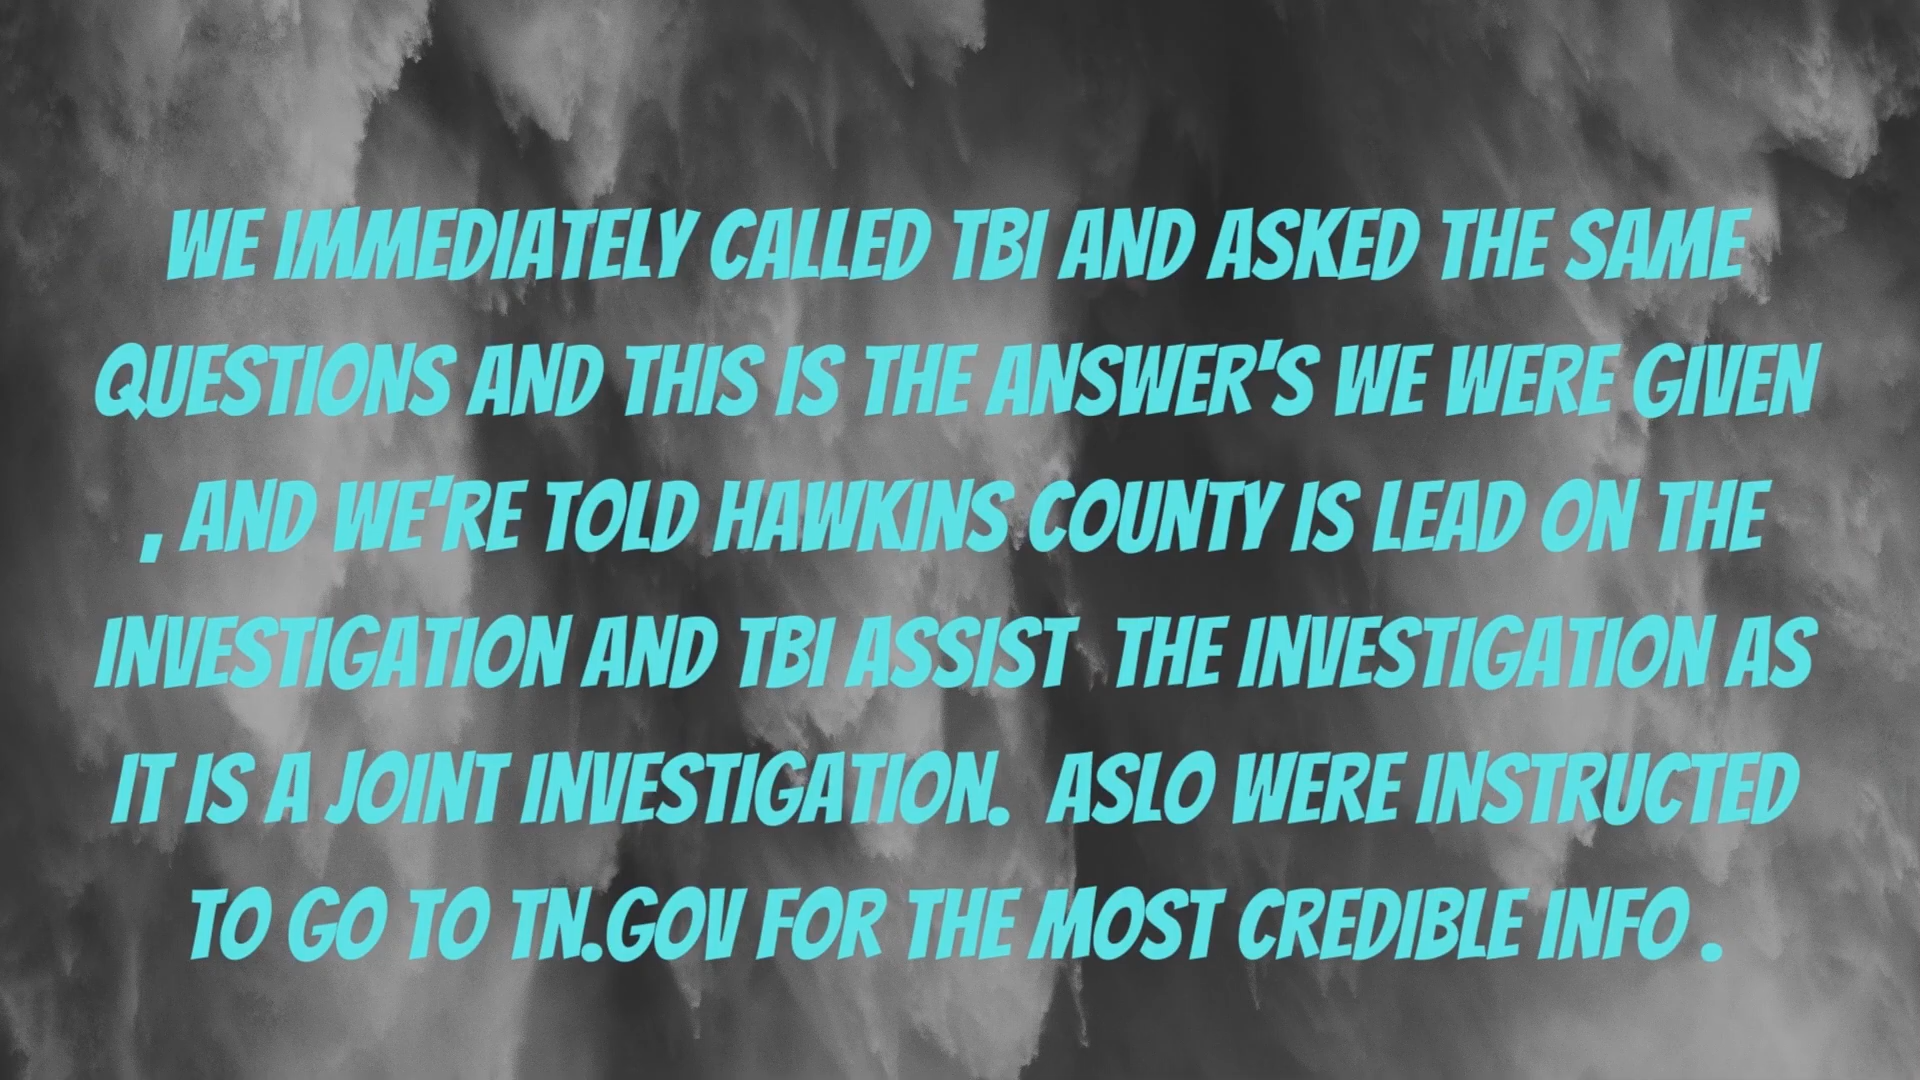 WE IMMEDIATELY CALLED TBI AND ASKED THE SAME
QUESTIONS AND THIS IS THE ANSWER'S WE WERE GIVEN
, AND WE'RE TOLD HAWKINS COUNTY IS LEAD ON THE
INVESTIGATION AND TBI ASSIST THE INVESTIGATION AS
IT IS A JOINT INVESTIGATION. ASLO WERE INSTRUCTED
TO GO TO TN.GOV FOR THE MOST CREDIBLE INFO .